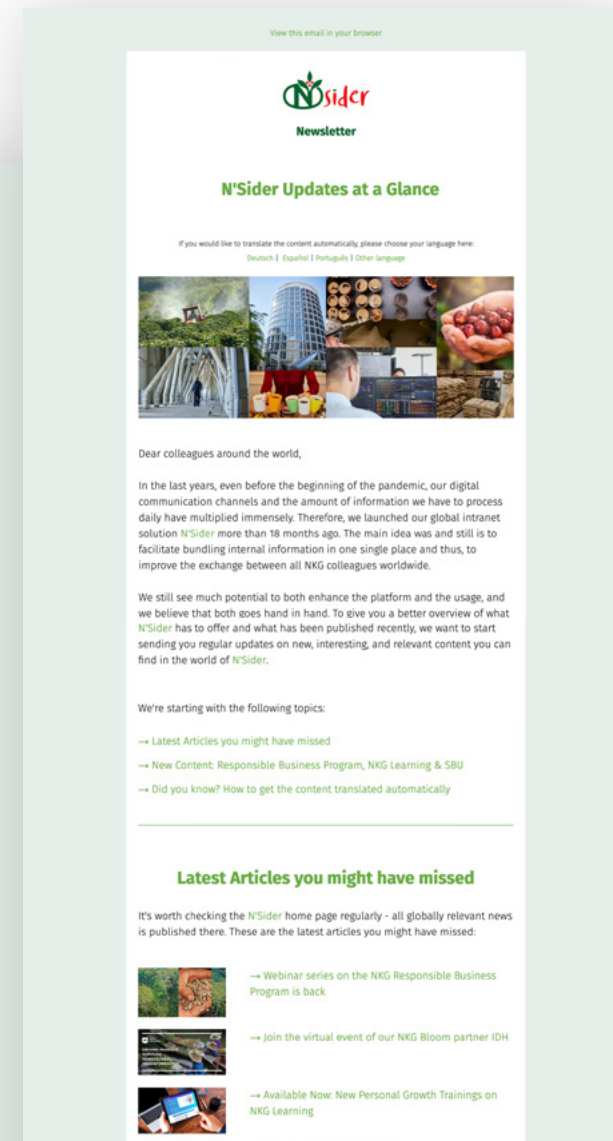 View this email in your browser
N'sider
Newsletter
N'Sider Updates at a Glance
If you would like to translate the content automatically, please choose your language here:
Deutsch | Español | Português | Other language
Dear colleagues around the world,
In the last years, even before the beginning of the pandemic, our digital
communication channels and the amount of information we have to process
daily have multiplied immensely. Therefore, we launched our global intranet
solution N'Sider more than 18 months ago. The main idea was and still is to
facilitate bundling internal information in one single place and thus, to
improve the exchange between all NKG colleagues worldwide.
We still see much potential to both enhance the platform and the usage, and
we believe that both goes hand in hand. To give you a better overview of what
N'Sider has to offer and what has been published recently, we want to start
sending you regular updates on new, interesting, and relevant content you can
find in the world of N'Sider.
We're starting with the following topics:
→ Latest Articles you might have missed
→ New Content: Responsible Business Program, NKG Learning & SBU
→ Did you know? How to get the content translated automatically
Latest Articles you might have missed
It's worth checking the N'Sider home page regularly - all globally relevant news
is published there. These are the latest articles you might have missed:
→ Webinar series on the NKG Responsible Business
Program is back
→ Join the virtual event of our NKG Bloom partner IDH
→ Available Now: New Personal Growth Trainings on
NKG Learning